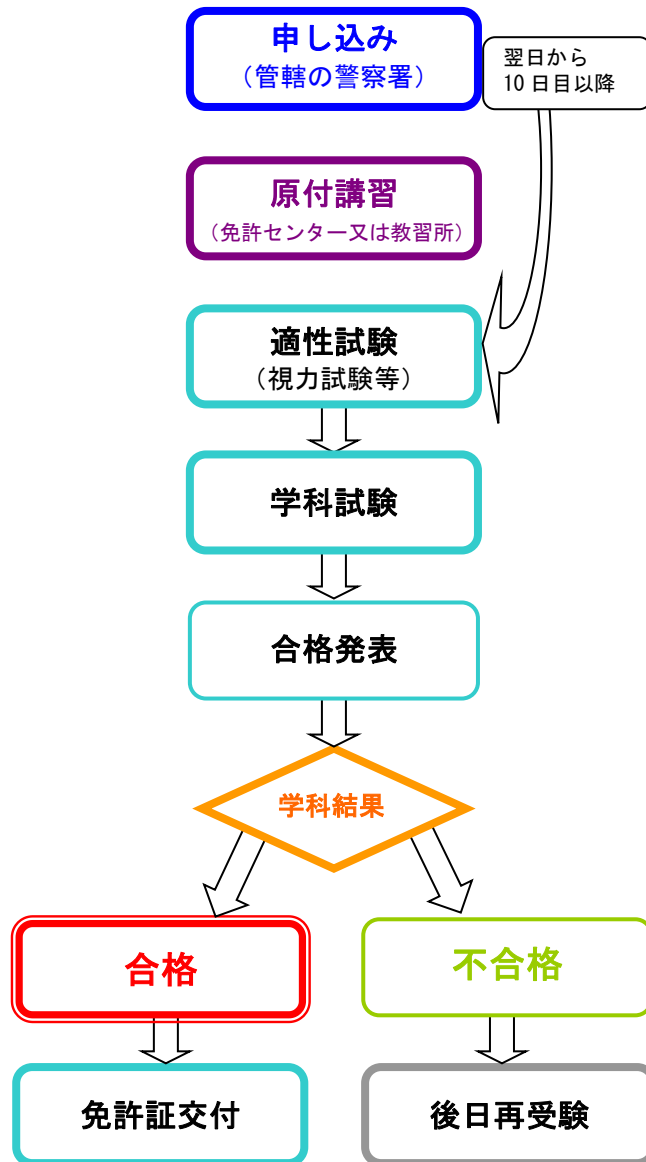 申し込み
（管轄の警察署）
翌日から
10日目以降
原付講習
（免許センター又は教習所）
適性試験
（視力試験等）
学科試験
合格発表
学科結果
合格
不合格
免許証交付
後日再受験